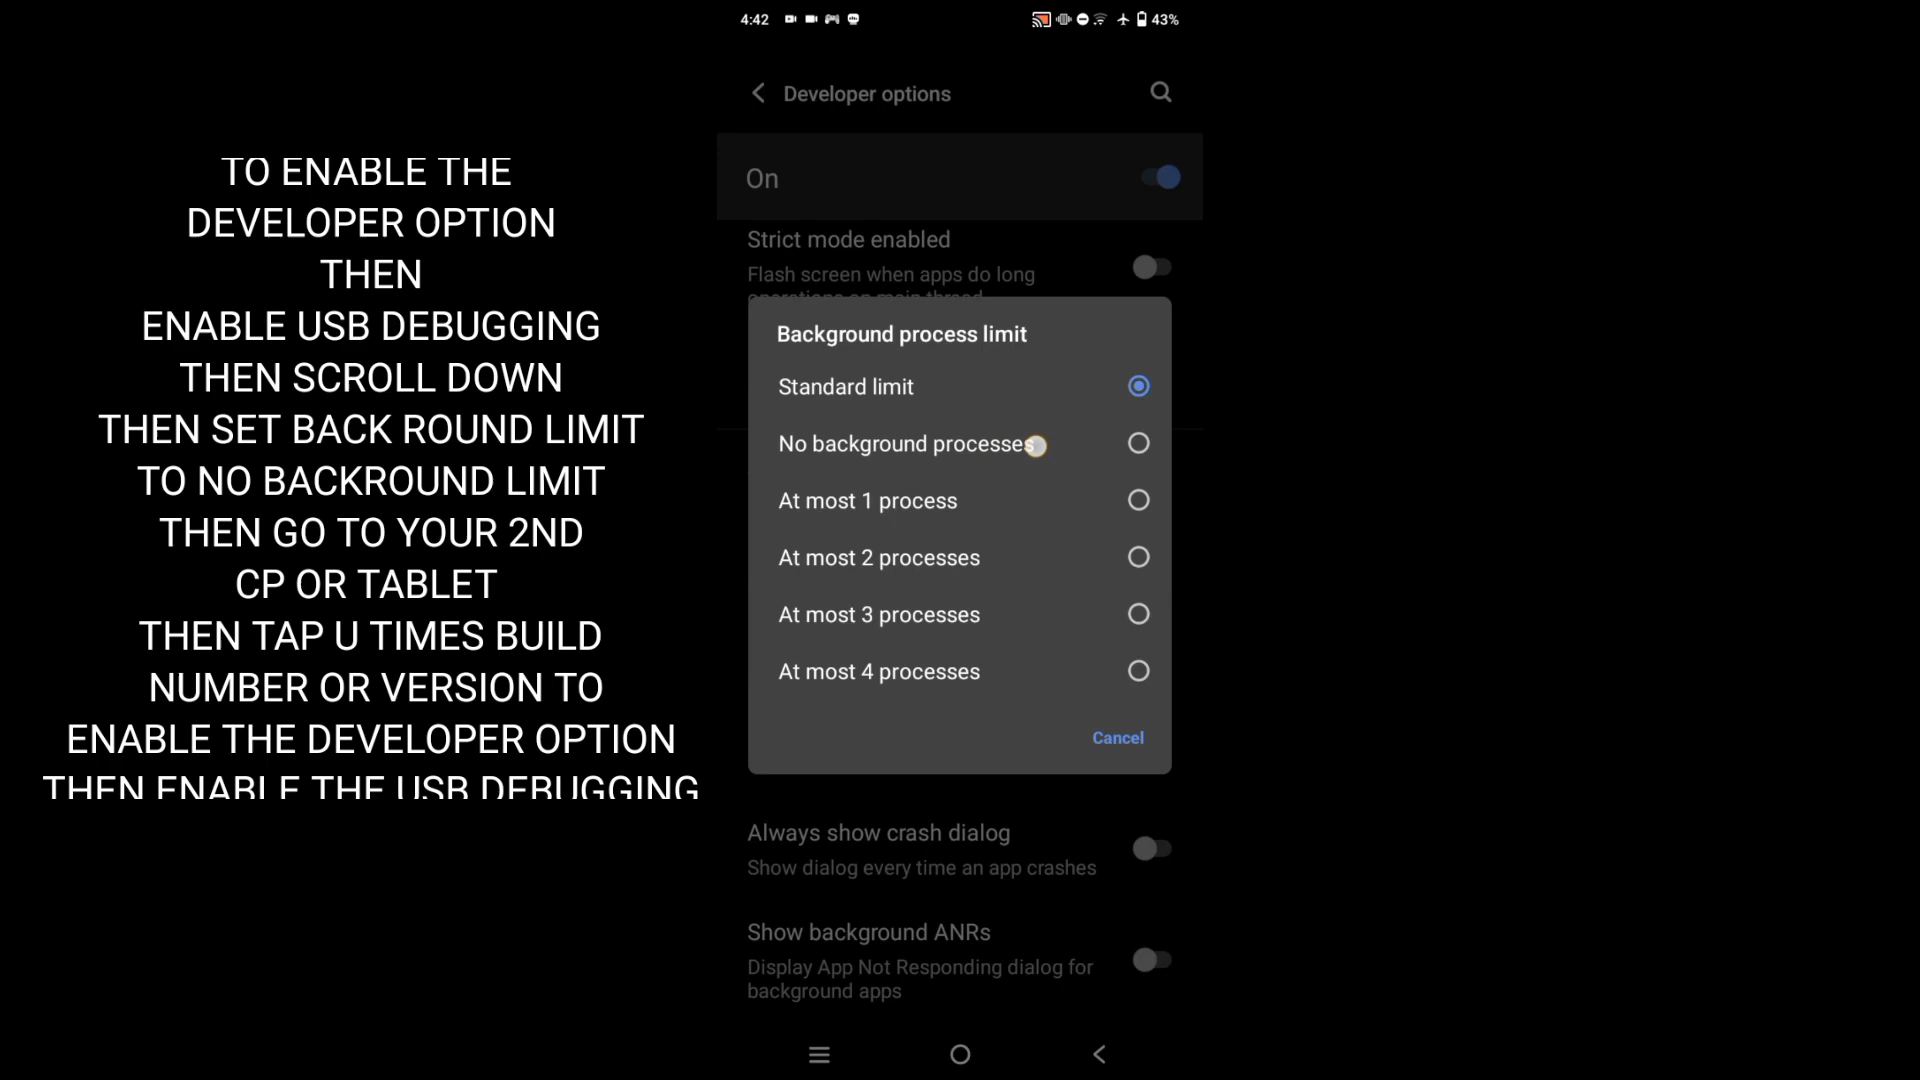 TO ENABLE THE
DEVELOPER OPTION
THEN
ENABLE USB DEBUGGING
THEN SCROLL DOWN
THEN SET BACK ROUND LIMIT
TO NO BACKROUND LIMIT
THEN GO TO YOUR 2ND
CP OR TABLET
THEN TAP U TIMES BUILD
NUMBER OR VERSION TO
ENABLE THE DEVELOPER OPTION
THEN ENABLE THE USB DEBUGGING
4:42
43%
Developer options
On
Strict mode enabled
Flash screen when apps do long
operations on main thread
Background process limit
Standard limit
No background processes
At most 1 process
At most 2 processes
At most 3 processes
At most 4 processes
Cancel
Always show crash dialog
Show dialog every time an app crashes
Show background ANRs
Display App Not Responding dialog for
background apps